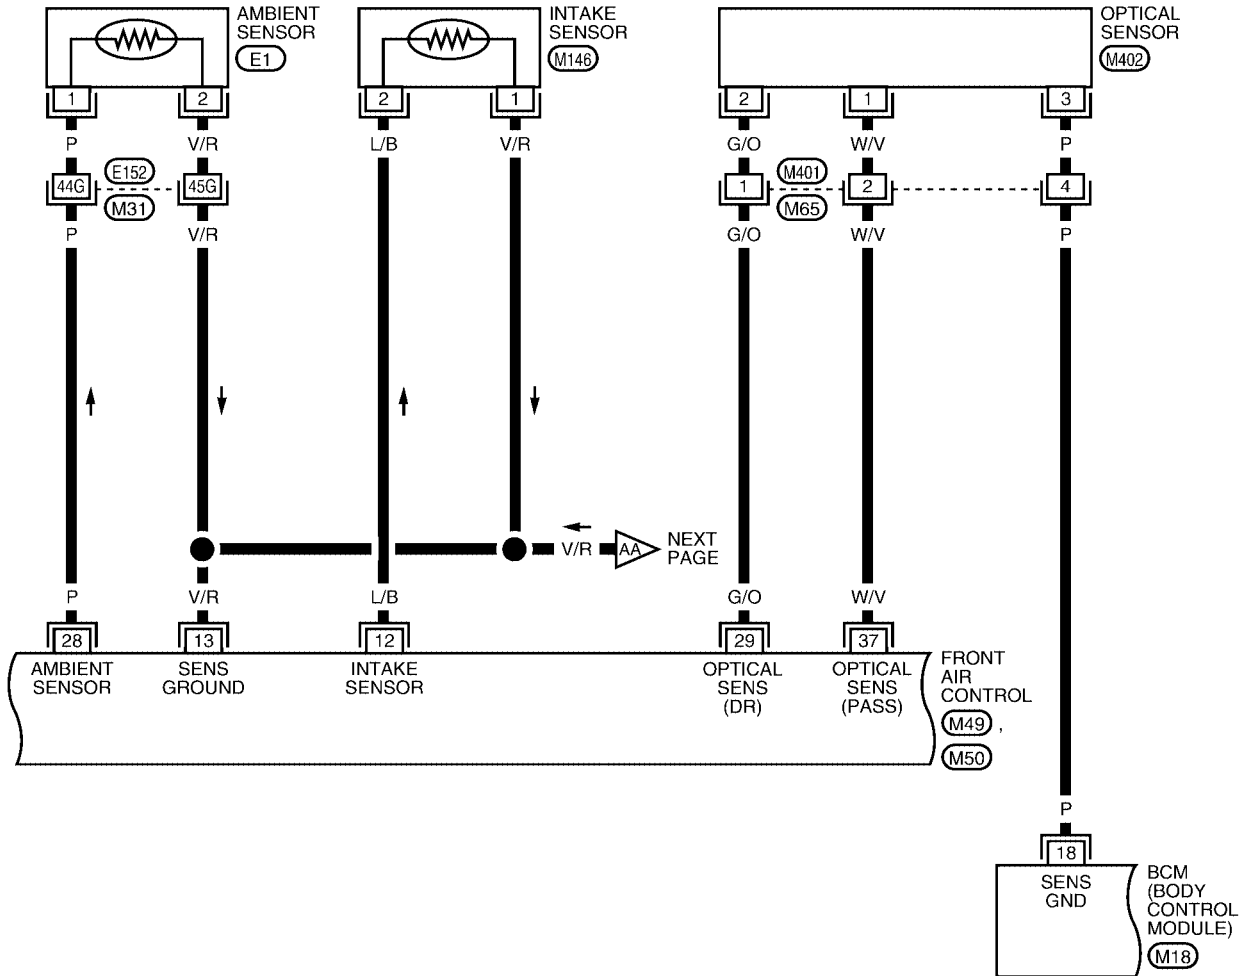 AMBIENT
SENSOR
E1
INTAKE
SENSOR
M146
OPTICAL
SENSOR
M402
1 2 2 1 2 1 3
P V/R L/B V/R G/O W/V P
44G E152 45G 1 M401 2 4
M31 M65
P V/R G/O W/V P
V/R AA NEXT
PAGE
P V/R L/B G/O W/V
28 13 12 29 37
AMBIENT
SENSOR
SENS
GROUND
INTAKE
SENSOR
OPTICAL
SENS
(DR)
OPTICAL
SENS
(PASS)
FRONT
AIR
CONTROL
M49 ,
M50
P
18
SENS
GND
BCM
(BODY
CONTROL
MODULE)
M18